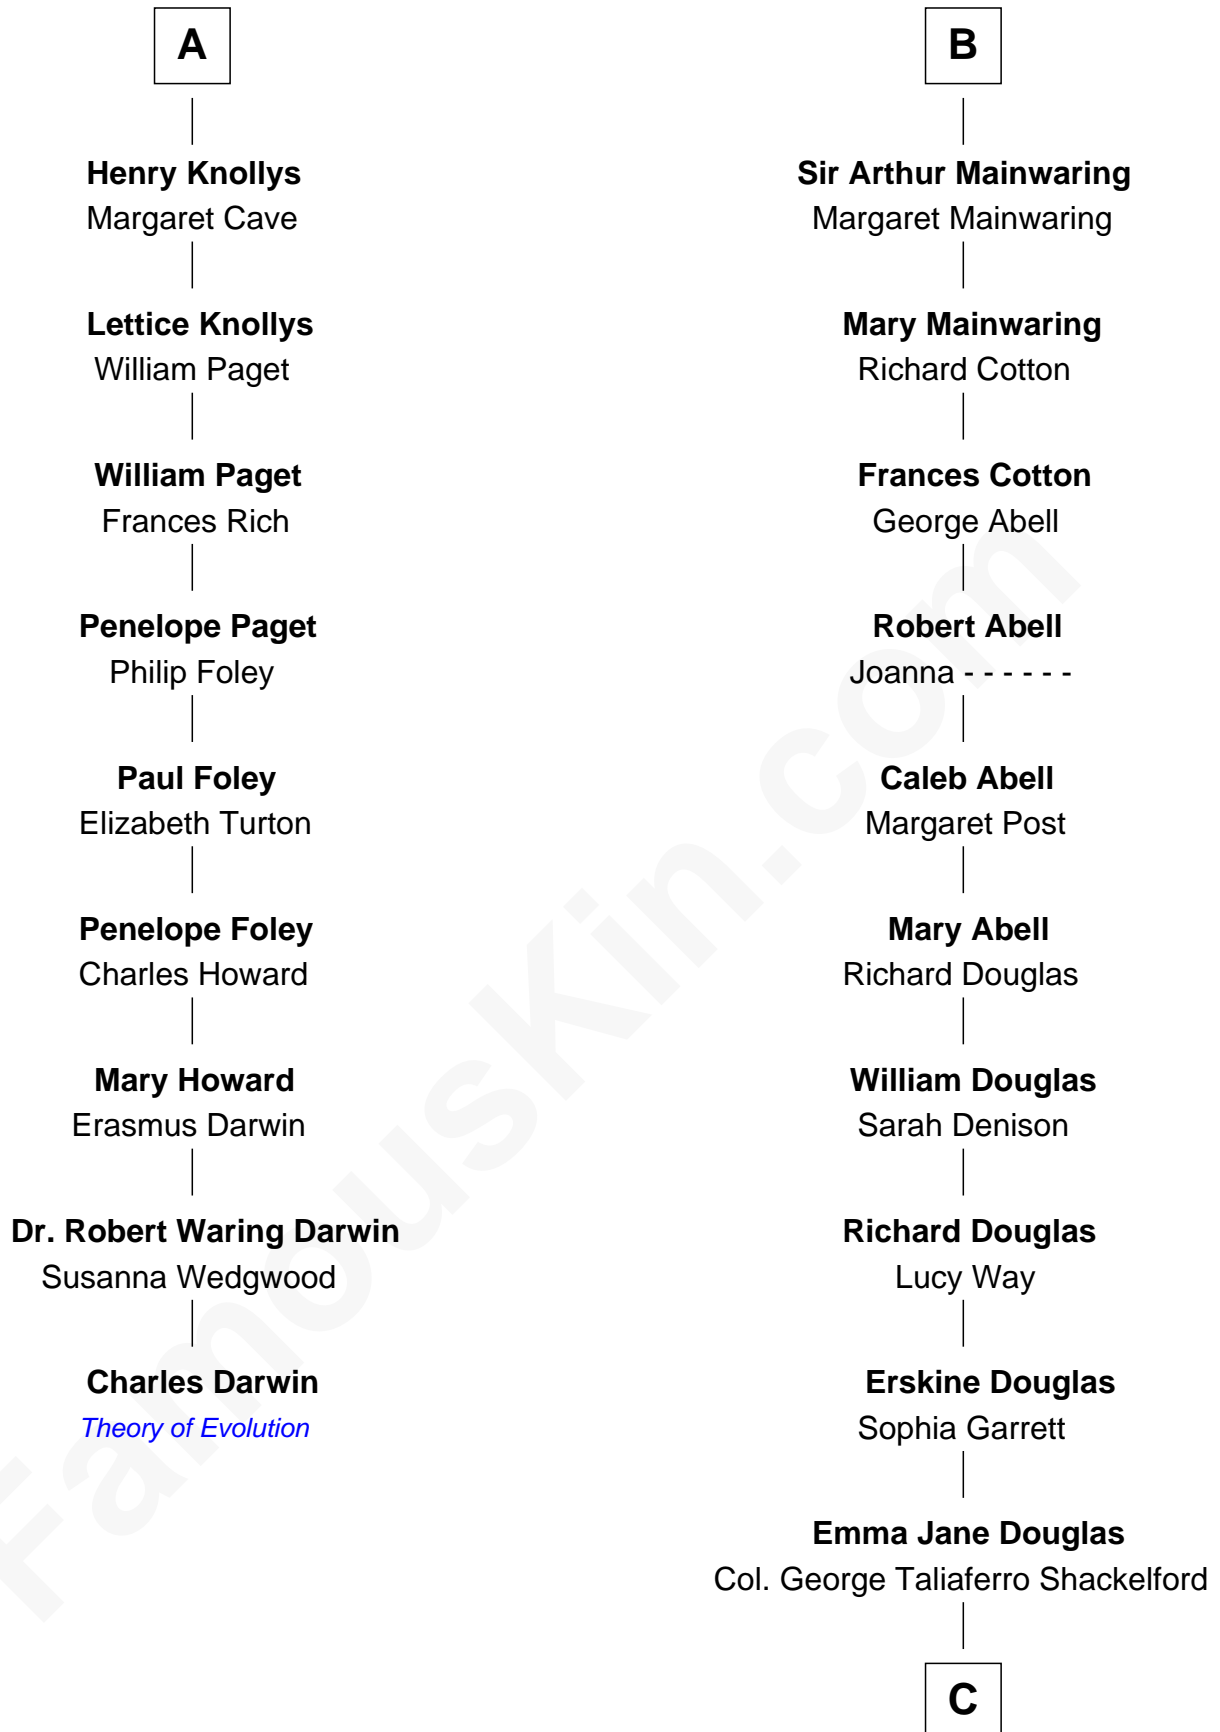 A
Henry Knollys
Margaret Cave
Lettice Knollys
William Paget
William Paget
Frances Rich
Penelope Paget
Philip Foley
Paul Foley
Elizabeth Turton
Penelope Foley
Charles Howard
Mary Howard
Erasmus Darwin
Dr. Robert Waring Darwin
Susanna Wedgwood
Charles Darwin
Theory of Evolution
B
Sir Arthur Mainwaring
Margaret Mainwaring
Mary Mainwaring
Richard Cotton
Frances Cotton
George Abell
Robert Abell
Joanna - - - - - -
Caleb Abell
Margaret Post
Mary Abell
Richard Douglas
William Douglas
Sarah Denison
Richard Douglas
Lucy Way
Erskine Douglas
Sophia Garrett
Emma Jane Douglas
Col. George Taliaferro Shackelford
C
FamousKin.com